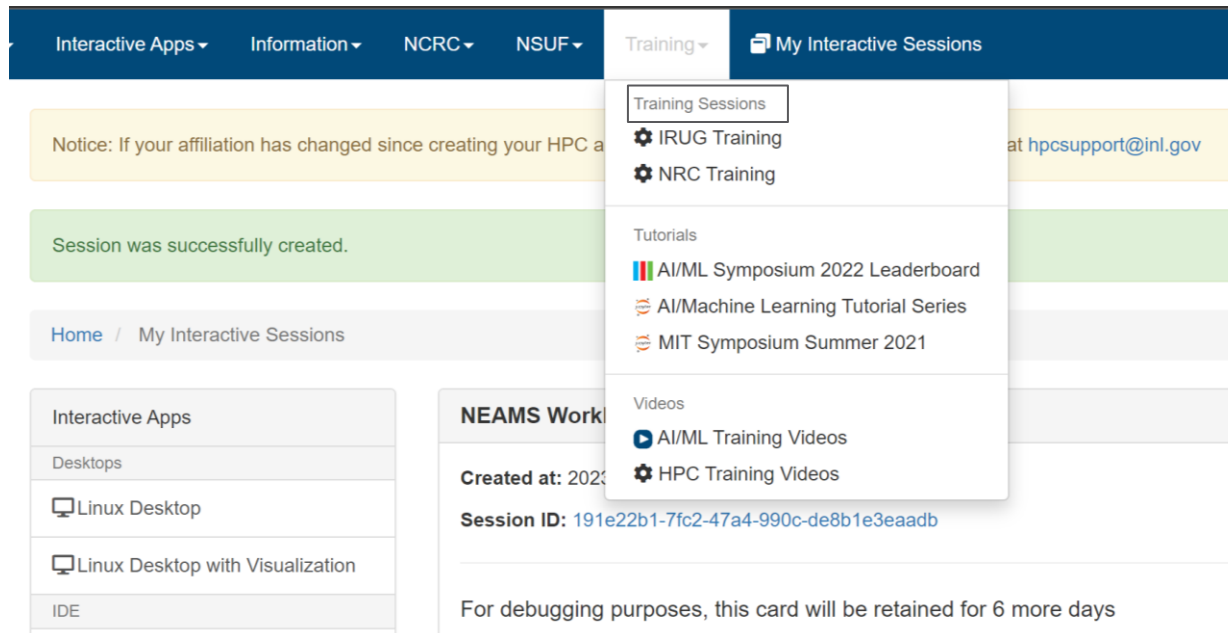 Interactive Apps Information NCRC NSUF Training My Interactive Sessions
Training Sessions
IRUG Training
NRC Training
Tutorials
AI/ML Symposium 2022 Leaderboard
AI/Machine Learning Tutorial Series
MIT Symposium Summer 2021
Videos
AI/ML Training Videos
HPC Training Videos
Notice: If your affiliation has changed since creating your HPC a at hpcsupport@inl.gov
Session was successfully created.
Home / My Interactive Sessions
Interactive Apps
Desktops
Linux Desktop
Linux Desktop with Visualization
IDE
NEAMS Work
Created at: 202
Session ID: 191e22b1-7fc2-47a4-990c-de8b1e3eaadb
For debugging purposes, this card will be retained for 6 more days